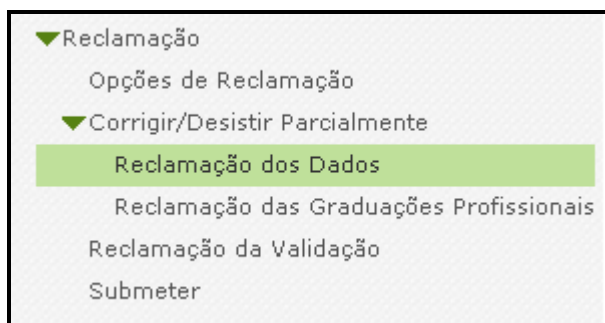 Reclamação
Opções de Reclamação
Corrigir/Desistir Parcialmente
Reclamação dos Dados
Reclamação das Graduações Profissionais
Reclamação da Validação
Submeter